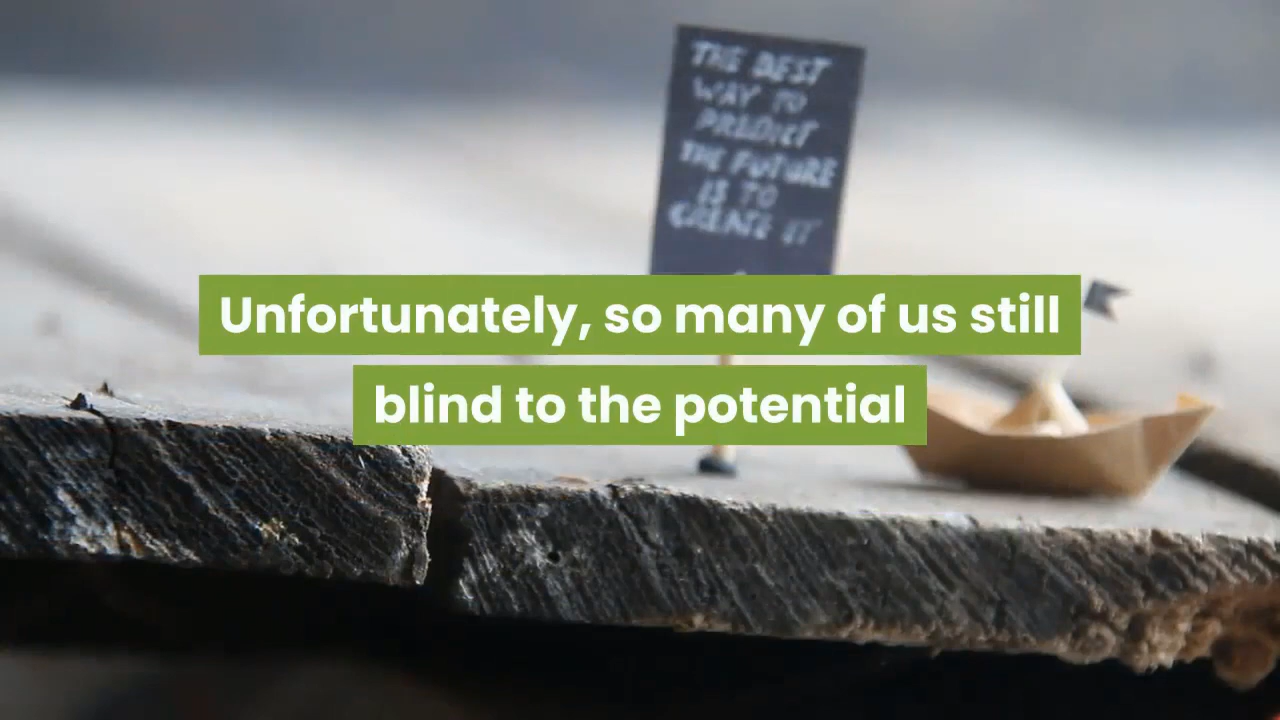 THE BEST
WAY TO
PREDICT
THE FUTURE
IS TO
CREATE IT
Unfortunately, so many of us still
blind to the potential